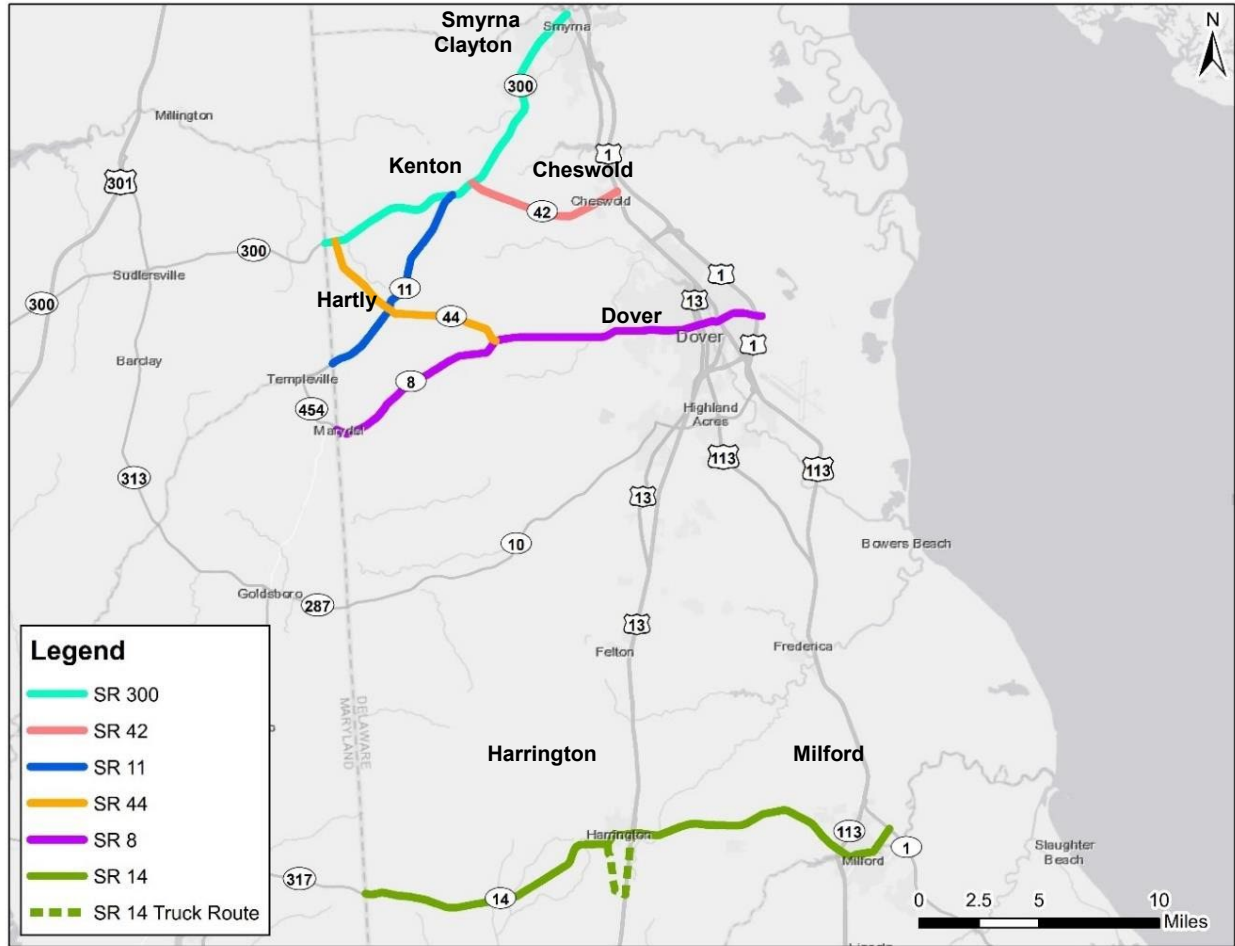 Smyrna
Clayton
Smyrna
N
300
Millington
Kenton
Cheswold
1
301
Cheswold
42
300
Sudlersville
300
1
11
13
Hartly
44
Dover
Dover
1
Barclay
Templeville
8
454
Marydel
Highland
Acres
313
113
113
13
10
Bowers Beach
Goldsboro
287
13
Felton
Frederica
DELAWARE
MARYLAND
Harrington
Milford
Harrington
113
1
Milford
Slaughter
Beach
317
14
Legend
SR 300
SR 42
SR 11
SR 44
SR 8
SR 14
SR 14 Truck Route
0 2.5 5 10
Miles